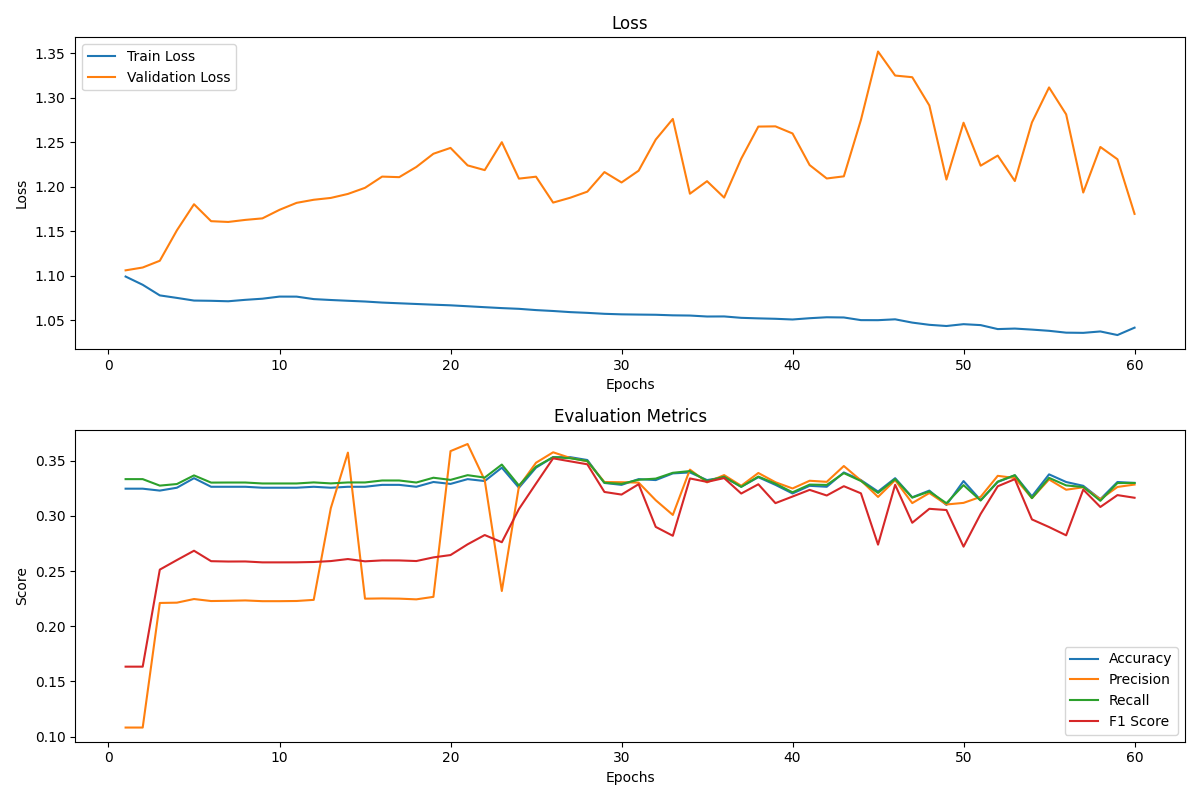 Loss
Train Loss
Validation Loss
1.35
1.30
1.25
1.20
1.15
1.10
1.05
Loss
0 10 20 30 40 50 60
Epochs
Evaluation Metrics
0.35
0.30
0.25
0.20
0.15
0.10
Score
Accuracy
Precision
Recall
F1 Score
0 10 20 30 40 50 60
Epochs